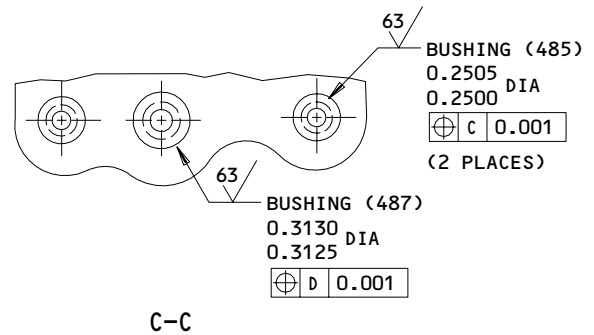 63
BUSHING (485)
0.2505
0.2500 DIA
⌖ C 0.001
(2 PLACES)
63
BUSHING (487)
0.3130
0.3125 DIA
⌖ D 0.001
C-C